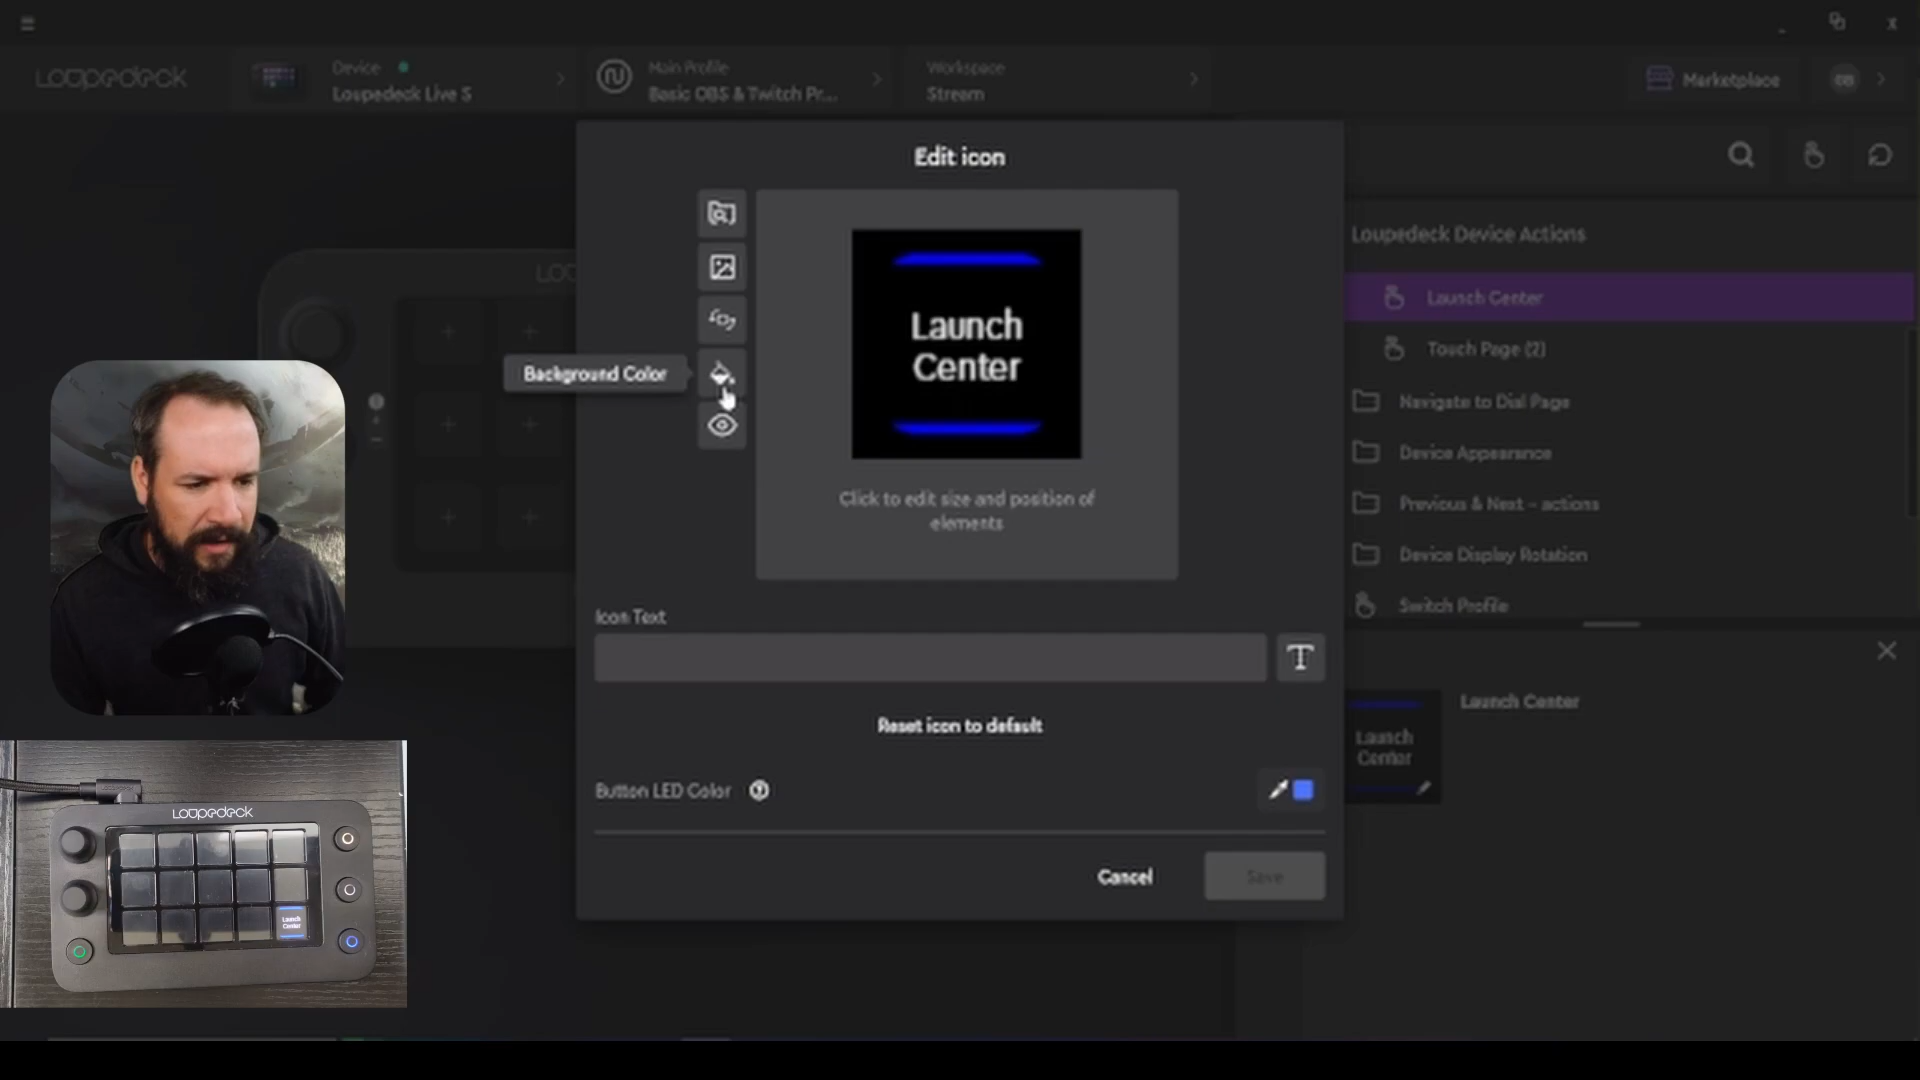 Loupedeck
Device
Loupedeck Live S
Main Profile
Basic OBS & Twitch Pr...
Workspace
Stream
Marketplace
Edit icon
Background Color
Launch
Center
Click to edit size and position of
elements
Icon Text
Reset icon to default
Button LED Color
Cancel
Save
Loupedeck Device Actions
Launch Center
Touch Page (2)
Navigate to Dial Page
Device Appearance
Previous & Next - actions
Device Display Rotation
Switch Profile
Launch Center
Launch
Center
Loupedeck
Launch
Center